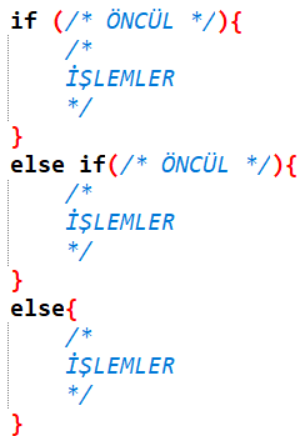 if (/* ÖNCÜL */){
/*
İŞLEMLER
*/
}
else if(/* ÖNCÜL */){
/*
İŞLEMLER
*/
}
else{
/*
İŞLEMLER
*/
}